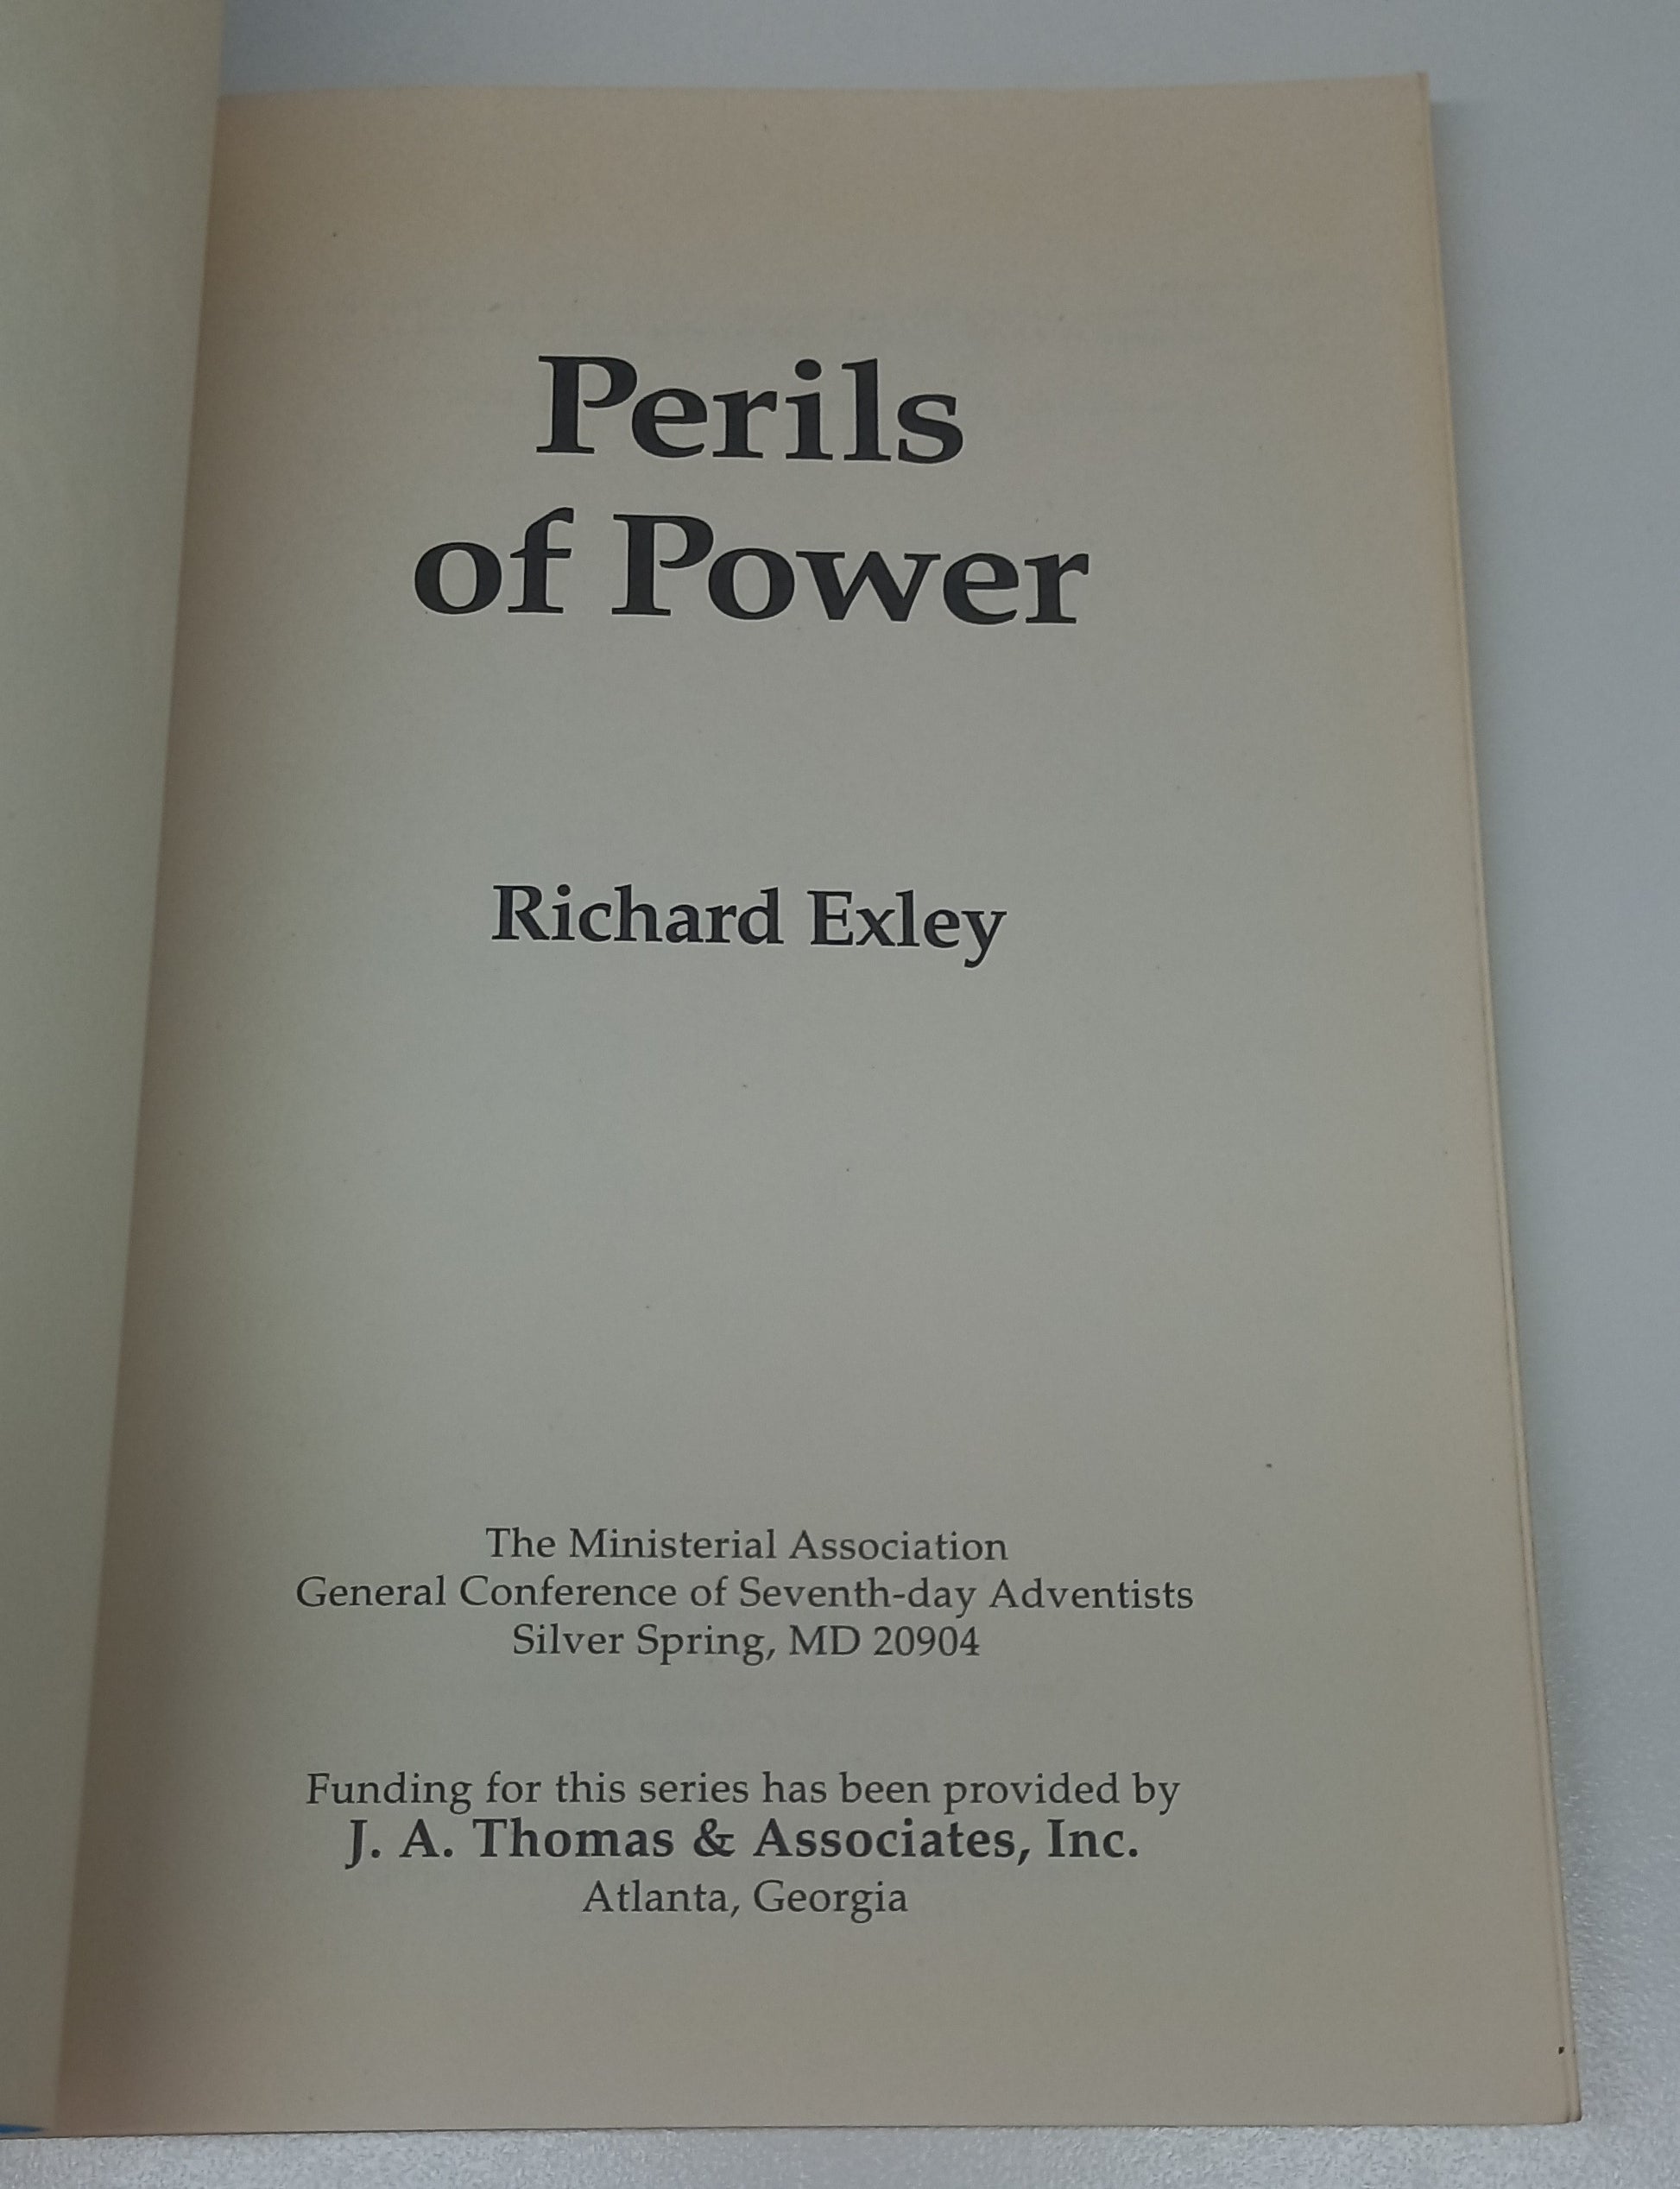 Perils
of Power
Richard Exley
The Ministerial Association
General Conference of Seventh-day Adventists
Silver Spring, MD 20904
Funding for this series has been provided by
J. A. Thomas & Associates, Inc.
Atlanta, Georgia